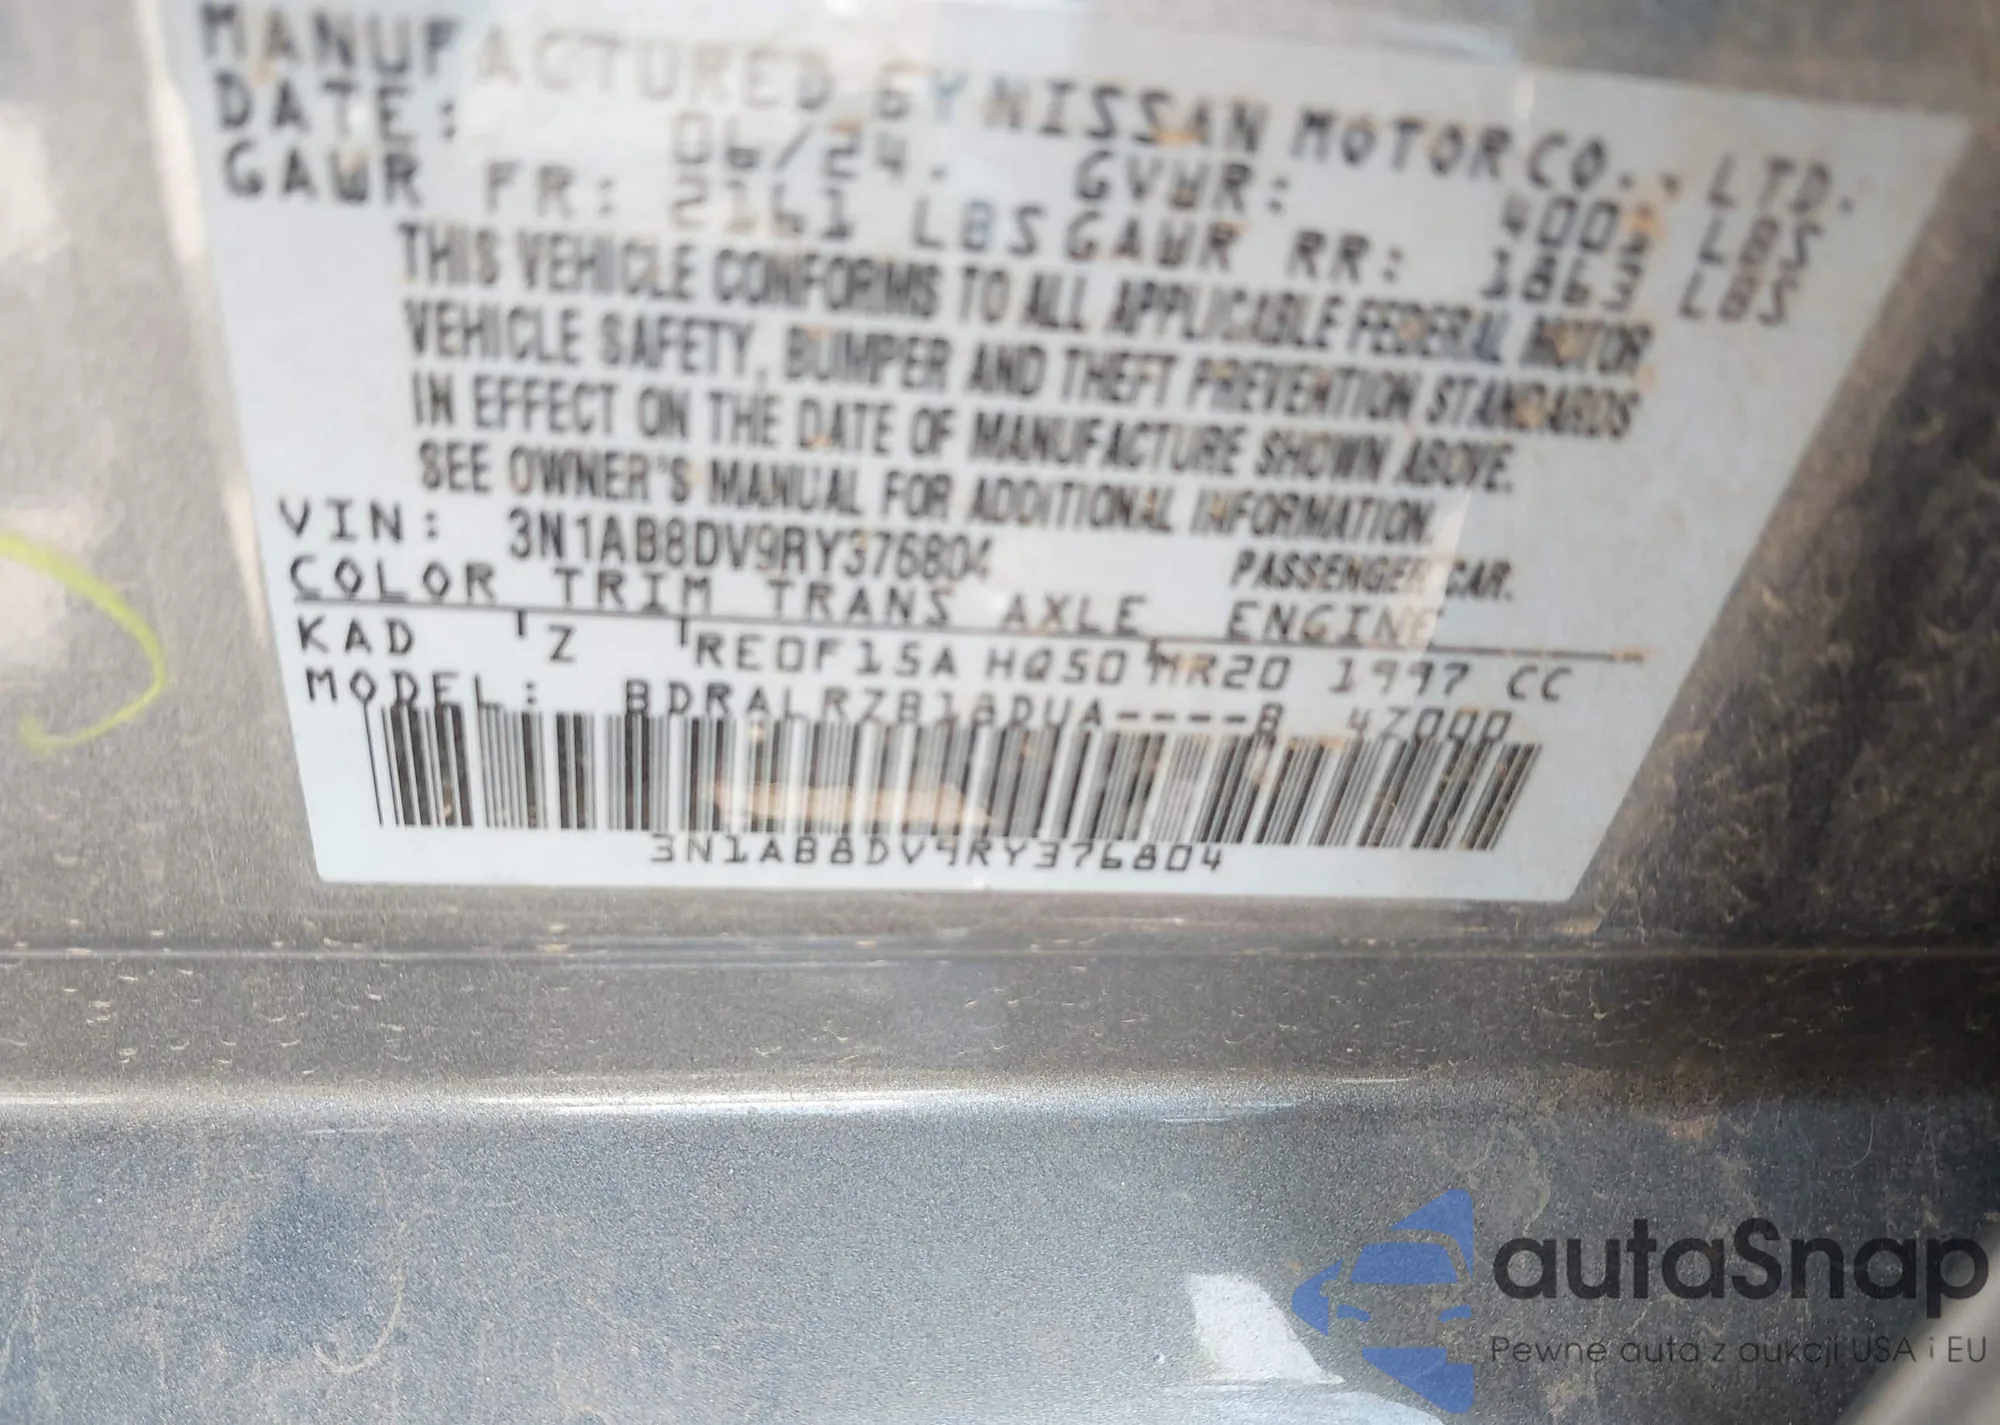 MANUFACTURED BY NISSAN MOTOR CO., LTD.
DATE: 06/24. GVWR: LBS
GAWR FR: 2161 LBS GAWR RR: 1863 LBS
THIS VEHICLE CONFORMS TO ALL APPLICABLE FEDERAL MOTOR
VEHICLE SAFETY, BUMPER AND THEFT PREVENTION STANDARDS
IN EFFECT ON THE DATE OF MANUFACTURE SHOWN ABOVE.
SEE OWNER'S MANUAL FOR ADDITIONAL INFORMATION.
VIN: 3N1AB8DV9RY376804 PASSENGER CAR.
COLOR TRIM TRANS AXLE ENGINE
KAD Z RE0F15A HQ50 MR20 1997 CC
MODEL: BDRALRZB18DUA----B 4Z000
3N1AB8DV9RY376804
autaSnap
Pewne auta z aukcji USA i EU